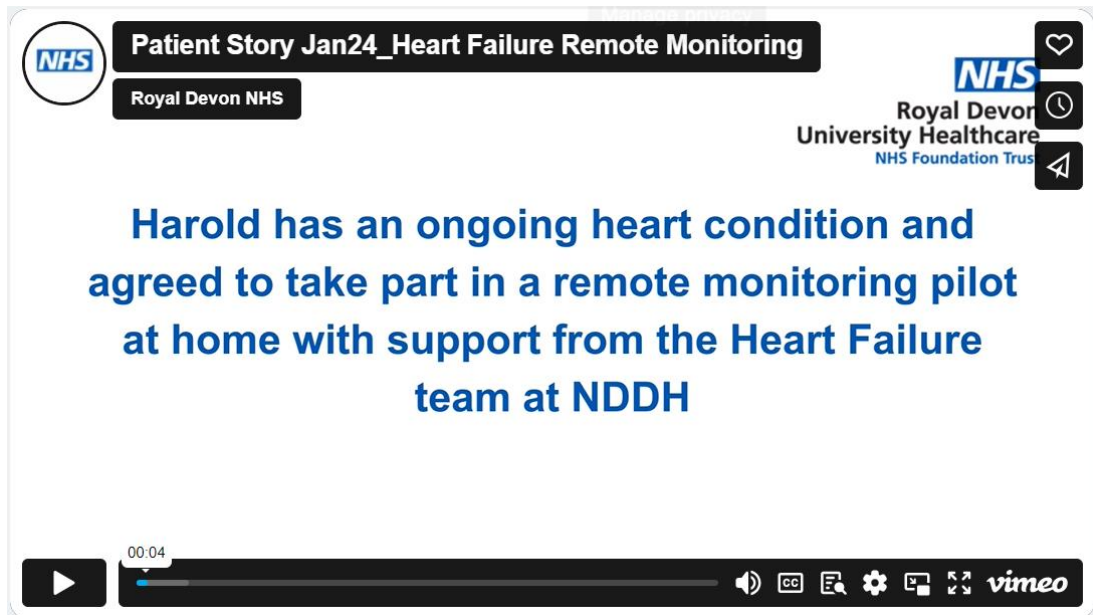 Manage privacy
NHS
Patient Story Jan24_Heart Failure Remote Monitoring
Royal Devon NHS
NHS
Royal Devon
University Healthcare
NHS Foundation Trust
Harold has an ongoing heart condition and
agreed to take part in a remote monitoring pilot
at home with support from the Heart Failure
team at NDDH
00:04
CC
vimeo